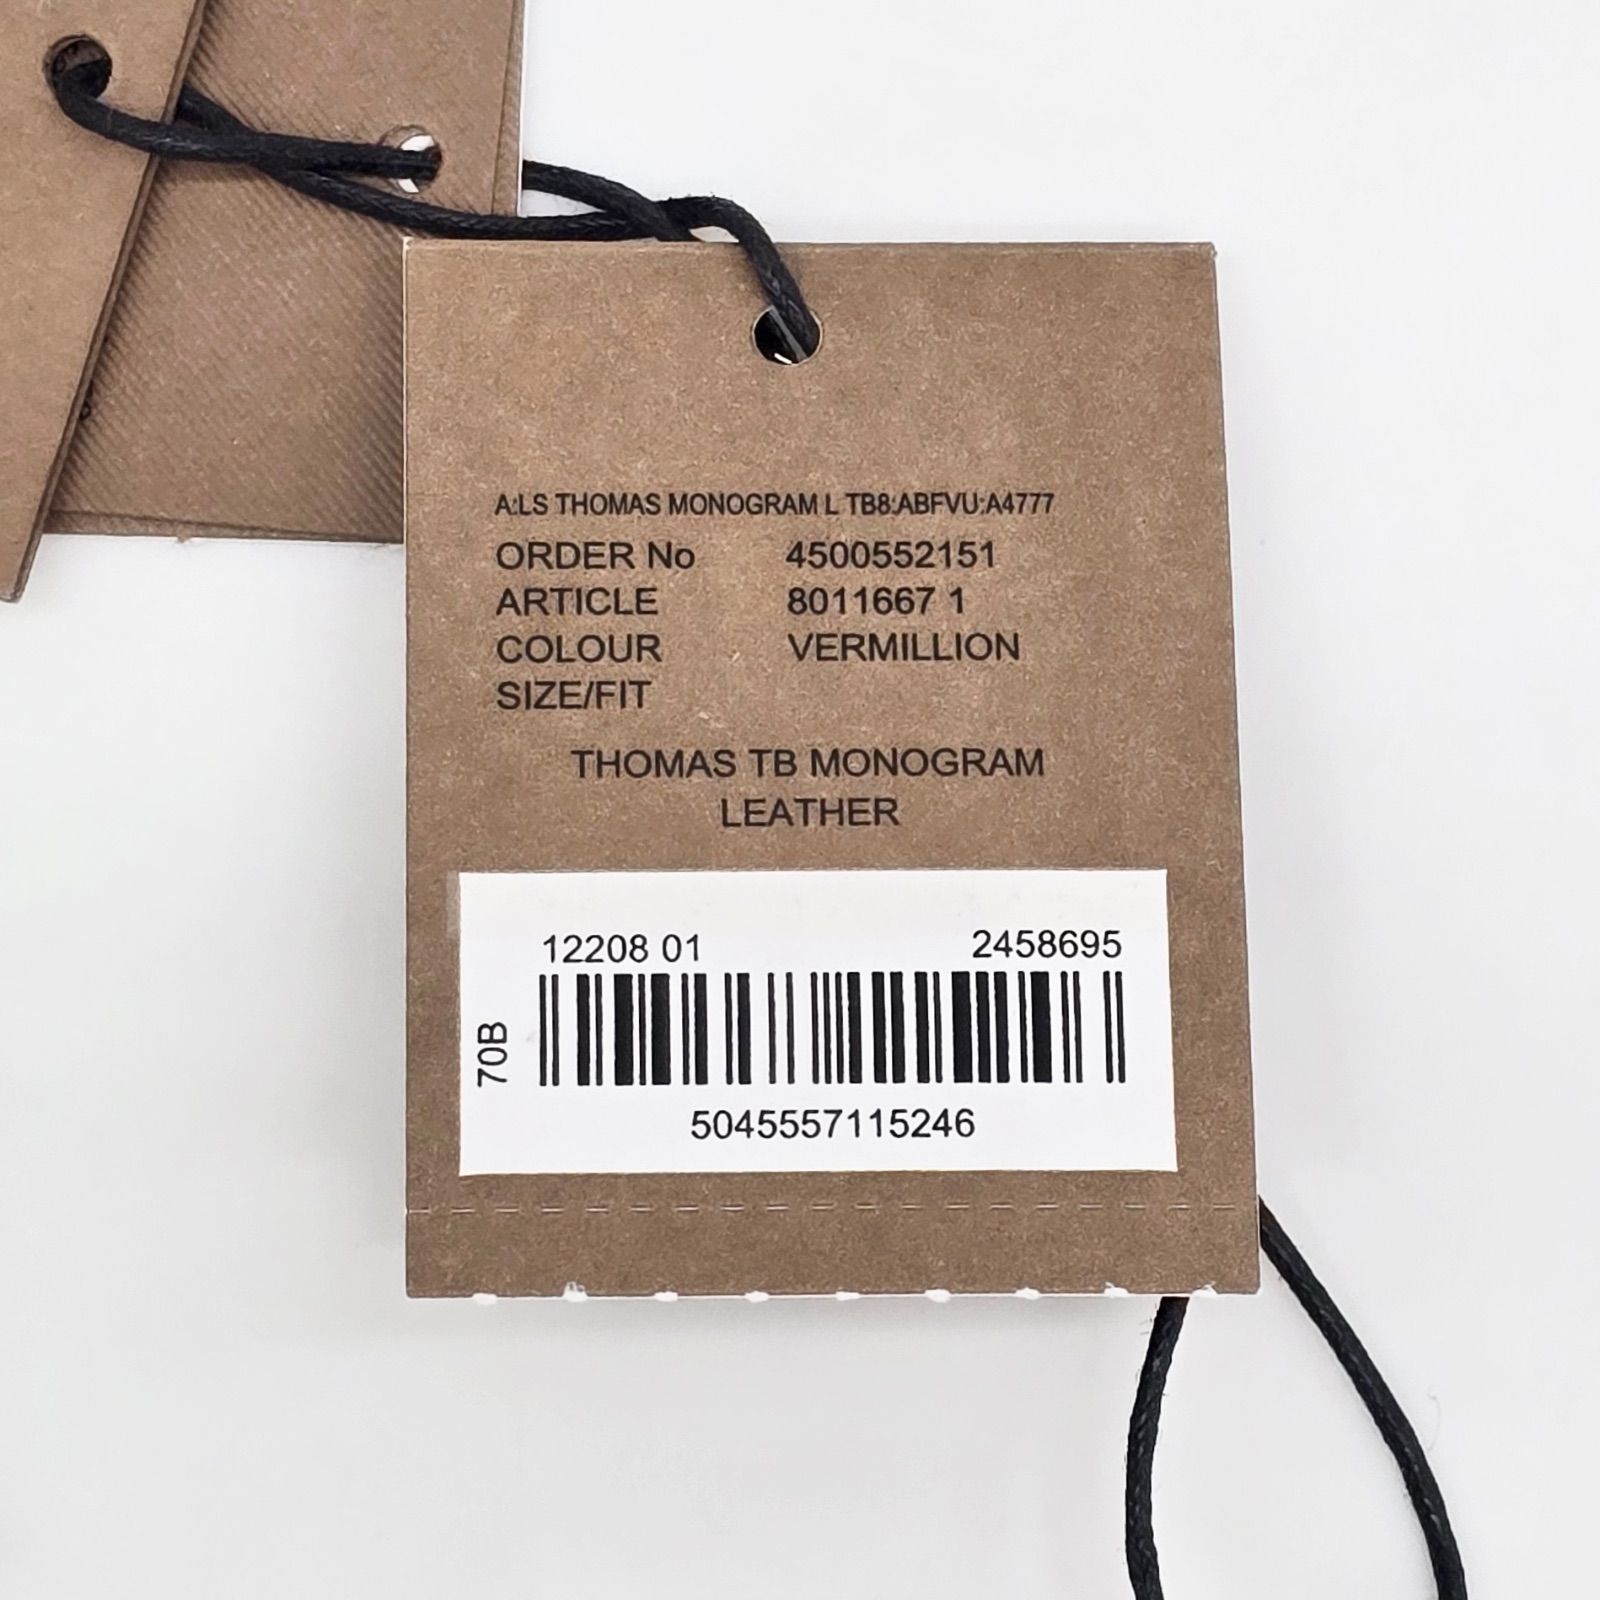 A:LS THOMAS MONOGRAM L TB8:ABFVU:A4777
ORDER No 4500552151
ARTICLE 8011667 1
COLOUR VERMILLION
SIZE/FIT
THOMAS TB MONOGRAM
LEATHER
12208 01 2458695
70B
5045557115246